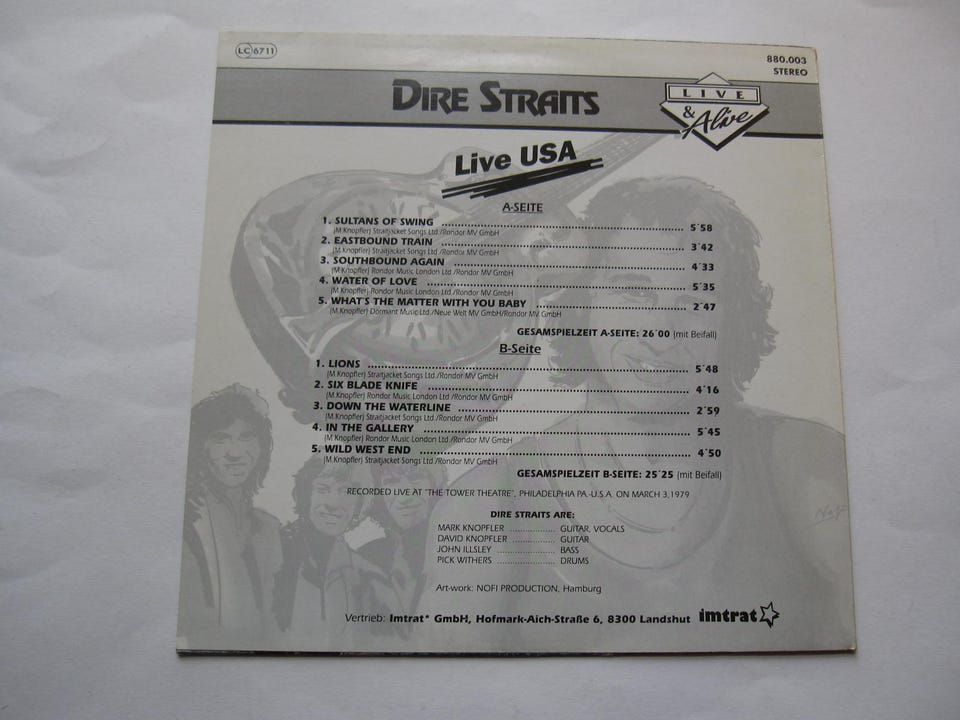 LC 6711
880.003
STEREO
DIRE STRAITS
LIVE
& Alive
Live USA
A-SEITE
1. SULTANS OF SWING ........ 5´58
(M.Knopfler) Straitjacket Songs Ltd./Rondor MV GmbH
2. EASTBOUND TRAIN ........ 3´42
(M.Knopfler) Straitjacket Songs Ltd./Rondor MV GmbH
3. SOUTHBOUND AGAIN ........ 4´33
(M.Knopfler) Rondor Music London Ltd./Rondor MV GmbH
4. WATER OF LOVE ........ 5´35
(M.Knopfler) Rondor Music London Ltd./Rondor MV GmbH
5. WHAT'S THE MATTER WITH YOU BABY ........ 2´47
(M.Knopfler) Dormant Music Ltd./Neue Welt MV GmbH/Rondor MV GmbH
GESAMSPIELZEIT A-SEITE: 26´00 (mit Beifall)
B-Seite
1. LIONS ........ 5´48
(M.Knopfler) Straitjacket Songs Ltd./Rondor MV GmbH
2. SIX BLADE KNIFE ........ 4´16
(M.Knopfler) Rondor Music London Ltd./Rondor MV GmbH
3. DOWN THE WATERLINE ........ 2´59
(M.Knopfler) Straitjacket Songs Ltd./Rondor MV GmbH
4. IN THE GALLERY ........ 5´45
(M.Knopfler) Rondor Music London Ltd./Rondor MV GmbH
5. WILD WEST END ........ 4´50
(M.Knopfler) Straitjacket Songs Ltd./Rondor MV GmbH
GESAMSPIELZEIT B-SEITE: 25´25 (mit Beifall)
RECORDED LIVE AT "THE TOWER THEATRE", PHILADELPHIA PA.-U.S.A. ON MARCH 3,1979
DIRE STRAITS ARE:
MARK KNOPFLER ........ GUITAR, VOCALS
DAVID KNOPFLER ........ GUITAR
JOHN ILLSLEY ........ BASS
PICK WITHERS ........ DRUMS
Art-work: NOFI PRODUCTION, Hamburg
Vertrieb: Imtrat* GmbH, Hofmark-Aich-Straße 6, 8300 Landshut imtrat